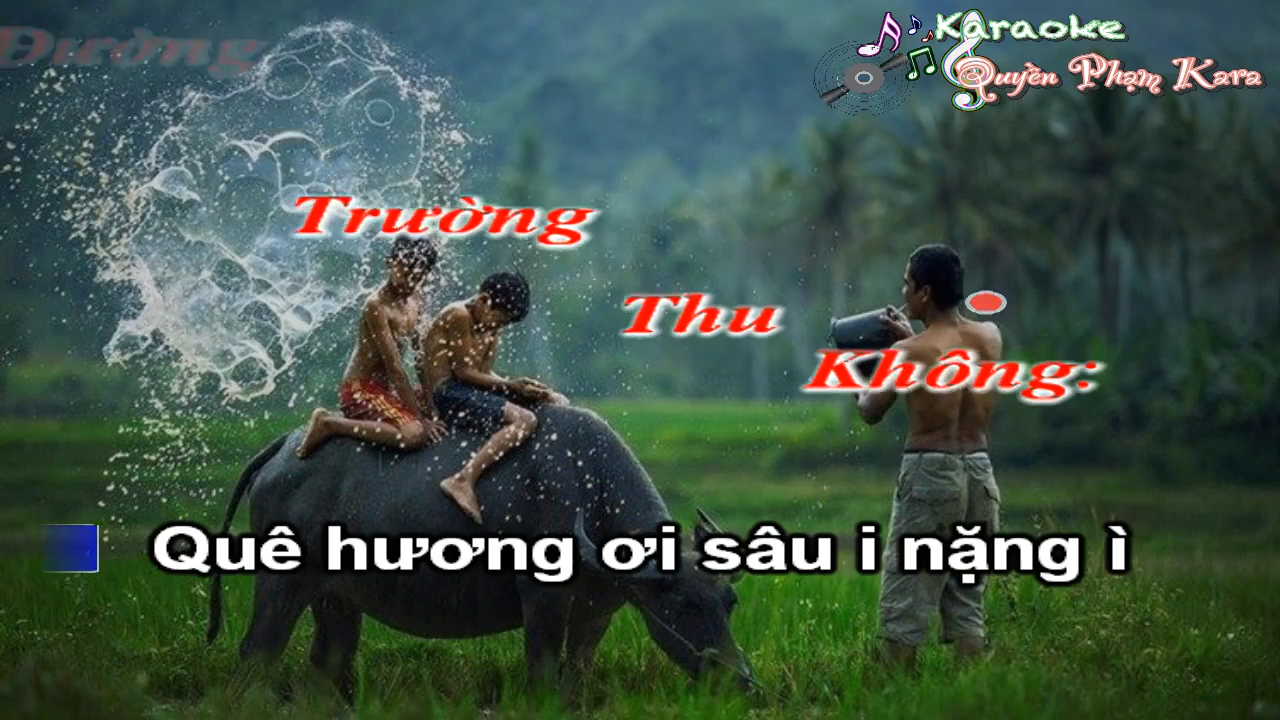 Đường
Karaoke
Quyền Phạm Kara
Trường
Thu
Không:
Quê hương ơi sâu i nặng ì